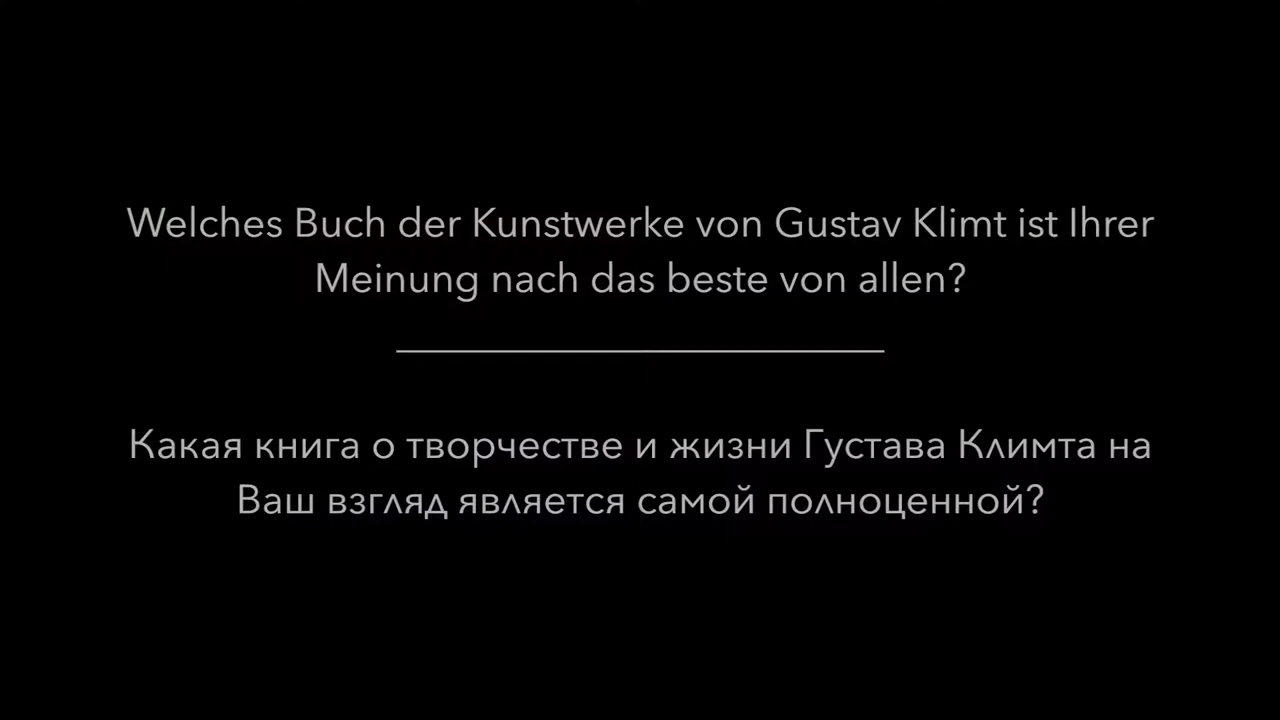 Welches Buch der Kunstwerke von Gustav Klimt ist Ihrer
Meinung nach das beste von allen?
Какая книга о творчестве и жизни Густава Климта на
Ваш взгляд является самой полноценной?